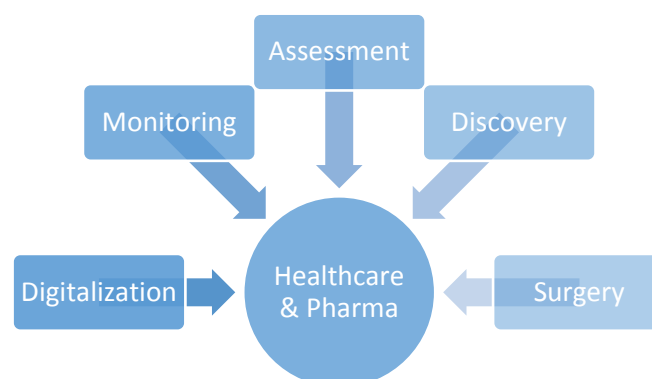 Assessment
Monitoring
Discovery
Digitalization
Healthcare
& Pharma
Surgery